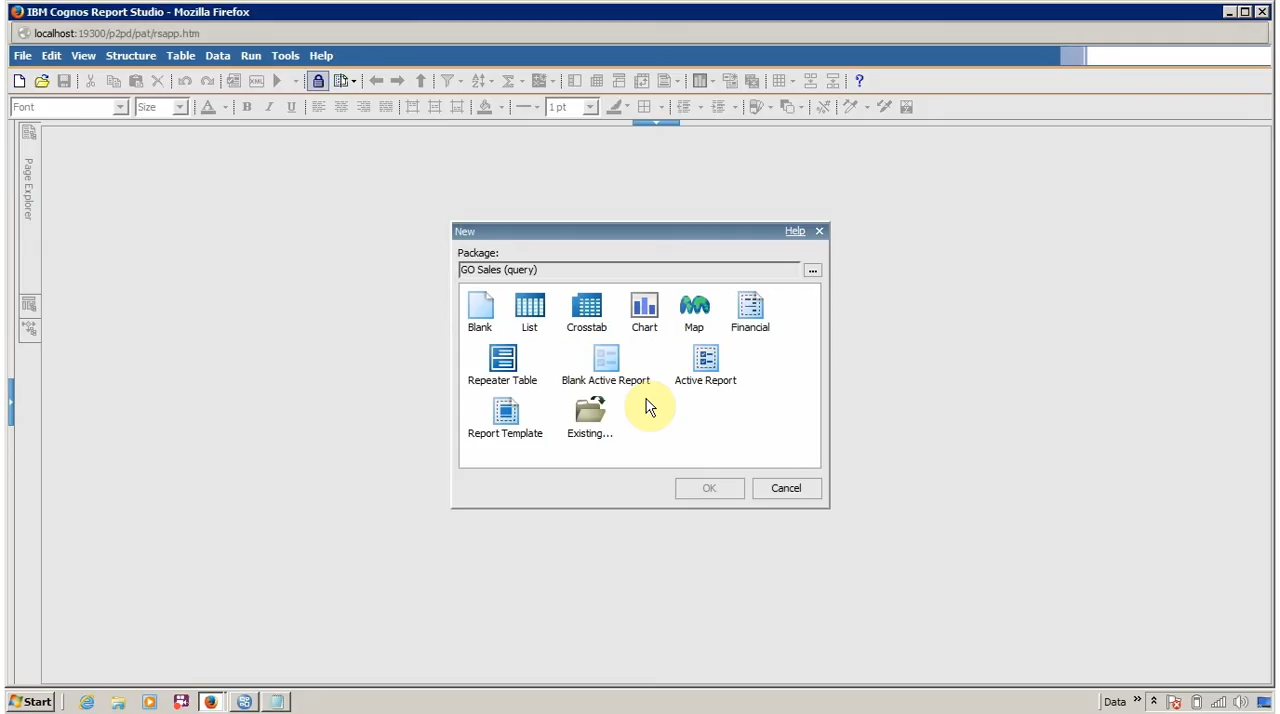 IBM Cognos Report Studio - Mozilla Firefox
localhost:19300/p2pd/pat/rsapp.htm
File Edit View Structure Table Data Run Tools Help
XML ?
Font Size A B I U 1 pt
Page Explorer
New Help
Package:
GO Sales (query) ...
Blank List Crosstab Chart Map Financial
Repeater Table Blank Active Report Active Report
Report Template Existing...
OK Cancel
Start Data »